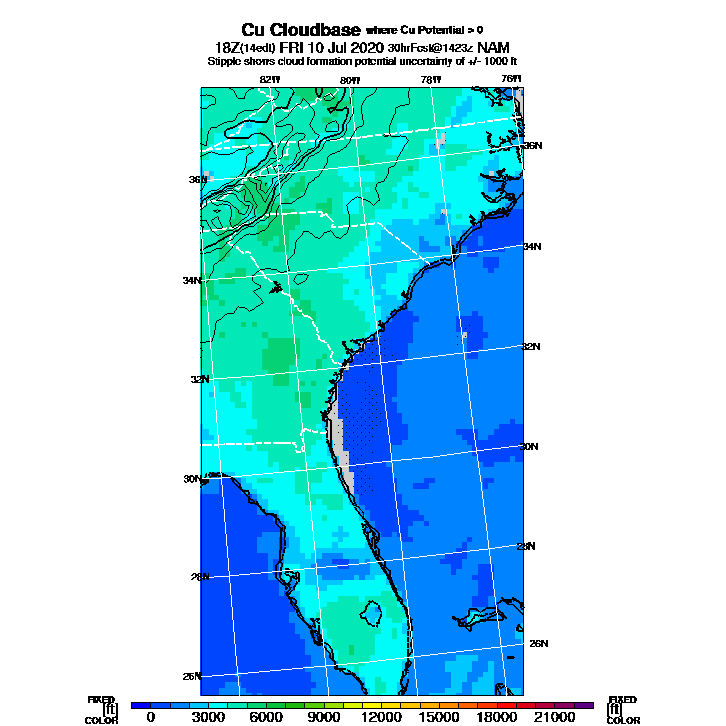 Cu Cloudbase where Cu Potential > 0
18Z(14edt) FRI 10 Jul 2020 30hrFcst@1423z NAM
Stipple shows cloud formation potential uncertainty of +/- 1000 ft
82W 80W 78W 76W
36N 36N
34N 34N
32N 32N
30N 30N
28N 28N
26N 26N
FIXED FIXED
[ft] [ft]
COLOR COLOR
0 3000 6000 9000 12000 15000 18000 21000